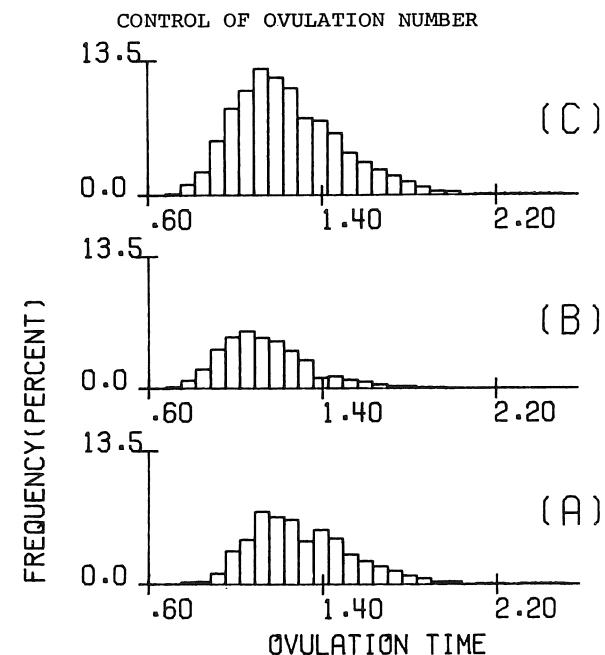 CONTROL OF OVULATION NUMBER
13.5
(C)
0.0
.60 1.40 2.20
13.5
(B)
0.0
.60 1.40 2.20
13.5
(A)
0.0
.60 1.40 2.20
FREQUENCY(PERCENT)
OVULATION TIME